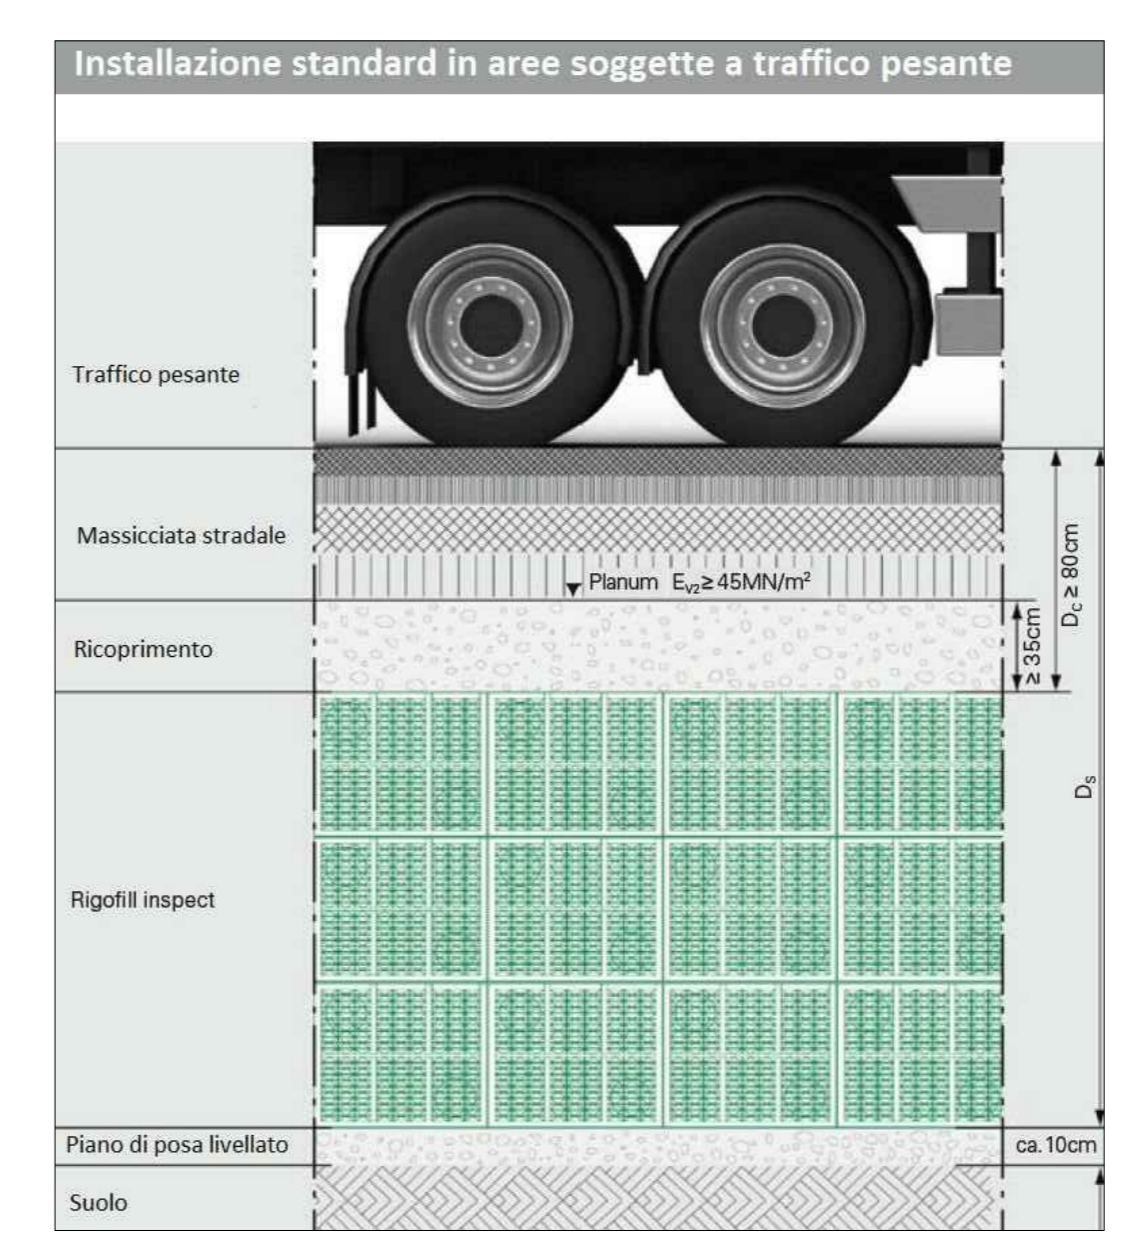 Installazione standard in aree soggette a traffico pesante
Traffico pesante
Massicciata stradale
Planum Ev2≥45MN/m²
Dc ≥ 80cm
Ricoprimento
≥ 35cm
Ds
Rigofill inspect
Piano di posa livellato
ca.10cm
Suolo